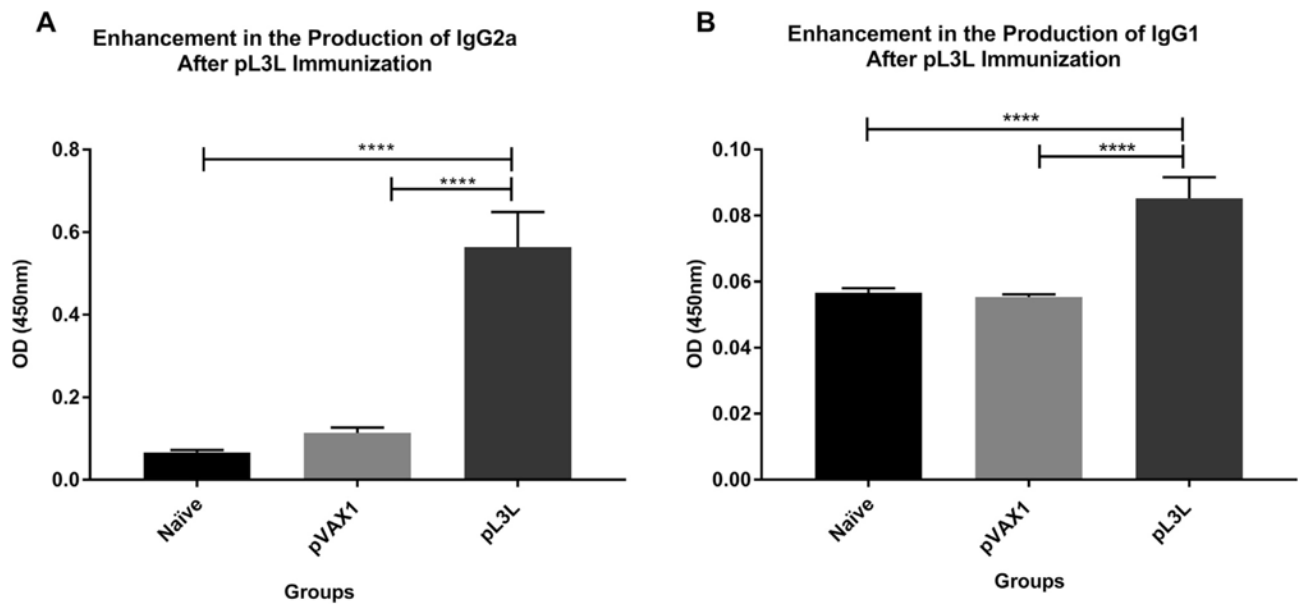 A
Enhancement in the Production of IgG2a
After pL3L Immunization
****
****
0.8
0.6
0.4
0.2
0.0
OD (450nm)
Naïve
pVAX1
pL3L
Groups
B
Enhancement in the Production of IgG1
After pL3L Immunization
****
****
0.10
0.08
0.06
0.04
0.02
0.00
OD (450nm)
Naïve
pVAX1
pL3L
Groups